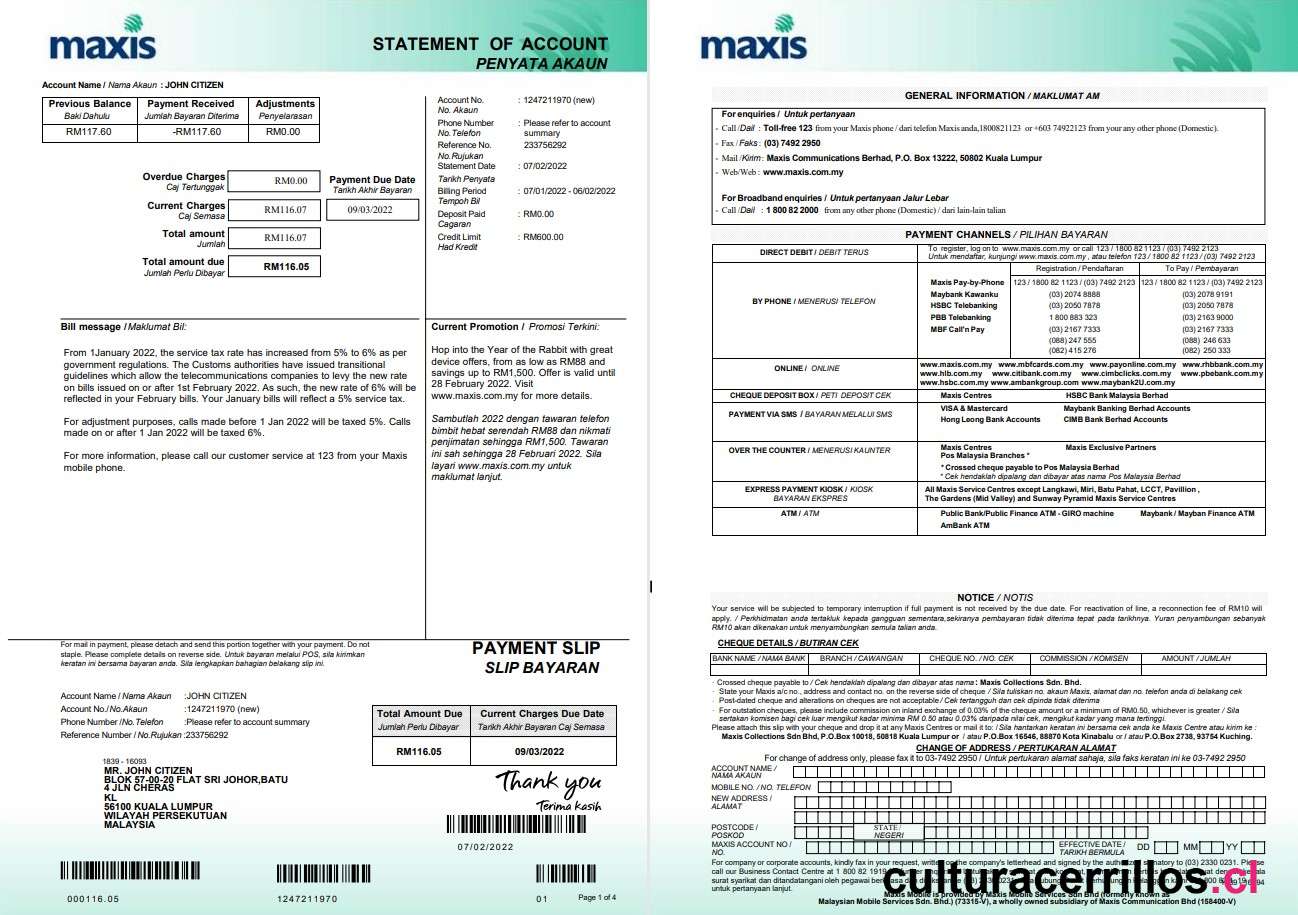 maxis
STATEMENT OF ACCOUNT
PENYATA AKAUN
Account Name / Nama Akaun : JOHN CITIZEN
Previous Balance Payment Received Adjustments
Baki Dahulu Jumlah Bayaran Diterima Penyelarasan
RM117.60 -RM117.60 RM0.00
Overdue Charges RM0.00
Caj Tertunggak
Payment Due Date
Tarikh Akhir Bayaran
Current Charges RM116.07 09/03/2022
Caj Semasa
Total amount RM116.07
Jumlah
Total amount due RM116.05
Jumlah Perlu Dibayar
Account No. : 1247211970 (new)
No. Akaun
Phone Number : Please refer to account
No.Telefon summary
Reference No. 233756292
No.Rujukan
Statement Date : 07/02/2022
Tarikh Penyata
Billing Period : 07/01/2022 - 06/02/2022
Tempoh Bil
Deposit Paid : RM0.00
Cagaran
Credit Limit : RM600.00
Had Kredit
Bill message / Maklumat Bil:
From 1January 2022, the service tax rate has increased from 5% to 6% as per
government regulations. The Customs authorities have issued transitional
guidelines which allow the telecommunications companies to levy the new rate
on bills issued on or after 1st February 2022. As such, the new rate of 6% will be
reflected in your February bills. Your January bills will reflect a 5% service tax.
For adjustment purposes, calls made before 1 Jan 2022 will be taxed 5%. Calls
made on or after 1 Jan 2022 will be taxed 6%.
For more information, please call our customer service at 123 from your Maxis
mobile phone.
Current Promotion / Promosi Terkini:
Hop into the Year of the Rabbit with great
device offers, from as low as RM88 and
savings up to RM1,500. Offer is valid until
28 February 2022. Visit
www.maxis.com.my for more details.
Sambutlah 2022 dengan tawaran telefon
bimbit hebat serendah RM88 dan nikmati
penjimatan sehingga RM1,500. Tawaran
ini sah sehingga 28 Februari 2022. Sila
layari www.maxis.com.my untuk
maklumat lanjut.
For mail in payment, please detach and send this portion together with your payment. Do not
staple. Please complete details on reverse section. Untuk bayaran melalui POS, sila kirimkan
keratan ini bersama bayaran anda. Sila lengkapkan bahagian belakang slip ini.
PAYMENT SLIP
SLIP BAYARAN
Account Name / Nama Akaun :JOHN CITIZEN
Account No./No.Akaun :1247211970 (new)
Phone Number /No.Telefon :Please refer to account summary
Reference Number / No.Rujukan :233756292
Total Amount Due Current Charges Due Date
Jumlah Perlu Dibayar Tarikh Akhir Bayaran Caj Semasa
RM116.05 09/03/2022
1839 - 16093
MR. JOHN CITIZEN
BLOK 57-00-20 FLAT SRI JOHOR,BATU
4 JLN CHERAS
KL
56100 KUALA LUMPUR
WILAYAH PERSEKUTUAN
MALAYSIA
Thank you
Terima kasih
07/02/2022
000116.05 1247211970 01 Page 1 of 4
maxis
GENERAL INFORMATION / MAKLUMAT AM
For enquiries / Untuk pertanyaan
- Call /Dail : Toll-free 123 from your Maxis phone / dari telefon Maxis anda,1800821123 or +603 74922123 from your any other phone (Domestic).
- Fax /Faks : (03) 7492 2950
- Mail /Kirim : Maxis Communications Berhad, P.O. Box 13222, 50802 Kuala Lumpur
- Web/Web : www.maxis.com.my
For Broadband enquiries / Untuk pertanyaan Jalur Lebar
- Call /Dail : 1 800 82 2000 from any other phone (Domestic) / dari lain-lain talian
PAYMENT CHANNELS / PILIHAN BAYARAN
DIRECT DEBIT / DEBIT TERUS
To register, log on to www.maxis.com.my or call 123 / 1800 82 1123 / (03) 7492 2123
Untuk mendaftar, kunjungi www.maxis.com.my , atau telefon 123 / 1800 82 1123 / (03) 7492 2123
BY PHONE / MENERUSI TELEFON
Registration / Pendaftaran To Pay / Pembayaran
Maxis Pay-by-Phone 123 / 1800 82 1123 / (03) 7492 2123 123 / 1800 82 1123 / (03) 7492 2123
Maybank Kawanku (03) 2074 8888 (03) 2078 9191
HSBC Telebanking (03) 2050 7878 (03) 2050 7878
PBB Telebanking 1 800 883 323 (03) 2163 9000
MBF Call'n Pay (03) 2167 7333 (03) 2167 7333
(088) 247 555 (088) 246 633
(082) 415 276 (082) 250 333
ONLINE / ONLINE
www.maxis.com.my www.mbfcards.com.my www.payonline.com.my www.rhbbank.com.my
www.hlb.com.my www.citibank.com.my www.cimbclicks.com.my www.pbebank.com.my
www.hsbc.com.my www.ambankgroup.com www.maybank2U.com.my
CHEQUE DEPOSIT BOX / PETI DEPOSIT CEK Maxis Centres HSBC Bank Malaysia Berhad
PAYMENT VIA SMS / BAYARAN MELALUI SMS
VISA & Mastercard Maybank Banking Berhad Accounts
Hong Leong Bank Accounts CIMB Bank Berhad Accounts
OVER THE COUNTER / MENERUSI KAUNTER
Maxis Centres Maxis Exclusive Partners
Pos Malaysia Branches *
* Crossed cheque payable to Pos Malaysia Berhad
* Cek hendaklah dipalang dan dibayar atas nama Pos Malaysia Berhad
EXPRESS PAYMENT KIOSK / KIOSK
BAYARAN EKSPRES
All Maxis Service Centres except Langkawi, Miri, Batu Pahat, LCCT, Pavillion ,
The Gardens (Mid Valley) and Sunway Pyramid Maxis Service Centres
ATM / ATM
Public Bank/Public Finance ATM - GIRO machine Maybank / Mayban Finance ATM
AmBank ATM
NOTICE / NOTIS
Your service will be subjected to temporary interruption if full payment is not received by the due date. For reactivation of line, a reconnection fee of RM10 will
apply. / Perkhidmatan anda tertakluk kepada gangguan sementara,sekiranya pembayaran tidak diterima tepat pada tarikhnya. Yuran penyambungan sebanyak
RM10 akan dikenakan untuk menyambungkan semula talian anda.
CHEQUE DETAILS / BUTIRAN CEK
BANK NAME / NAMA BANK BRANCH / CAWANGAN CHEQUE NO. / NO. CEK COMMISSION / KOMISEN AMOUNT / JUMLAH
· Crossed cheque payable to / Cek hendaklah dipalang dan dibayar atas nama : Maxis Collections Sdn. Bhd.
· State your Maxis a/c no., address and contact no. on the reverse side of cheque / Sila tuliskan no. akaun Maxis, alamat dan no. telefon anda di belakang cek
· Post-dated cheque and alterations on cheques are not acceptable / Cek tertangguh dan cek dipinda tidak diterima
· For outstation cheques, please include commission on inland exchange of 0.03% of the cheque amount or a minimum of RM0.50, whichever is greater / Sila
sertakan komisen bagi cek luar mengikut kadar minima RM 0.50 atau 0.03% daripada nilai cek, mengikut kadar yang mana tertinggi.
Please attach this slip with your cheque and drop it at any Maxis Centres or mail it to: / Sila hantarkan keratan ini bersama cek anda ke Maxis Centre atau kirim ke :
Maxis Collections Sdn Bhd, P.O.Box 10018, 50818 Kuala Lumpur or / atau P.O.Box 16546, 88870 Kota Kinabalu or / atau P.O.Box 2738, 93754 Kuching.
CHANGE OF ADDRESS / PERTUKARAN ALAMAT
For change of address only, please fax it to 03-7492 2950 / Untuk pertukaran alamat sahaja, sila faks keratan ini ke 03-7492 2950
ACCOUNT NAME /
NAMA AKAUN
MOBILE NO. / NO. TELEFON
NEW ADDRESS /
ALAMAT
POSTCODE / STATE /
POSKOD NEGERI
MAXIS ACCOUNT NO / EFFECTIVE DATE / DD MM YY
NO. TARIKH BERMULA
For company or corporate accounts, kindly fax in your request, written on the company's letterhead and signed by the authorized signatory to (03) 2330 0231. Please
call our Business Contact Centre at 1 800 82 1919
surat syarikat dan ditandatangani oleh pegawai
untuk pertanyaan lanjut.
culturacerrillos.cl
Maxis Mobile is provided by Maxis Mobile Services Sdn Bhd (formerly known as
Malaysian Mobile Services Sdn. Bhd.) (73315-V), a wholly owned subsidiary of Maxis Communication Bhd (158400-V)